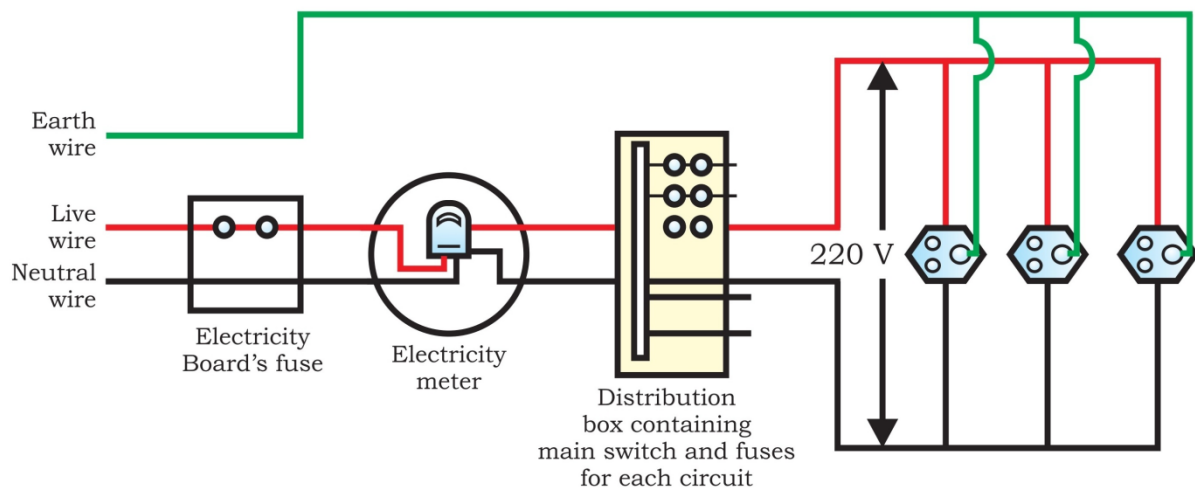 Earth
wire
Live
wire
Neutral
wire
Electricity
Board's fuse
Electricity
meter
Distribution
box containing
main switch and fuses
for each circuit
220 V